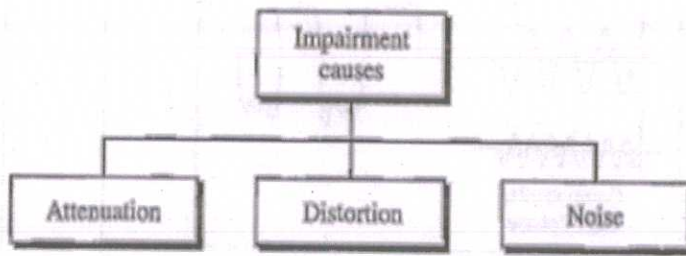 Impairment
causes
Attenuation
Distortion
Noise